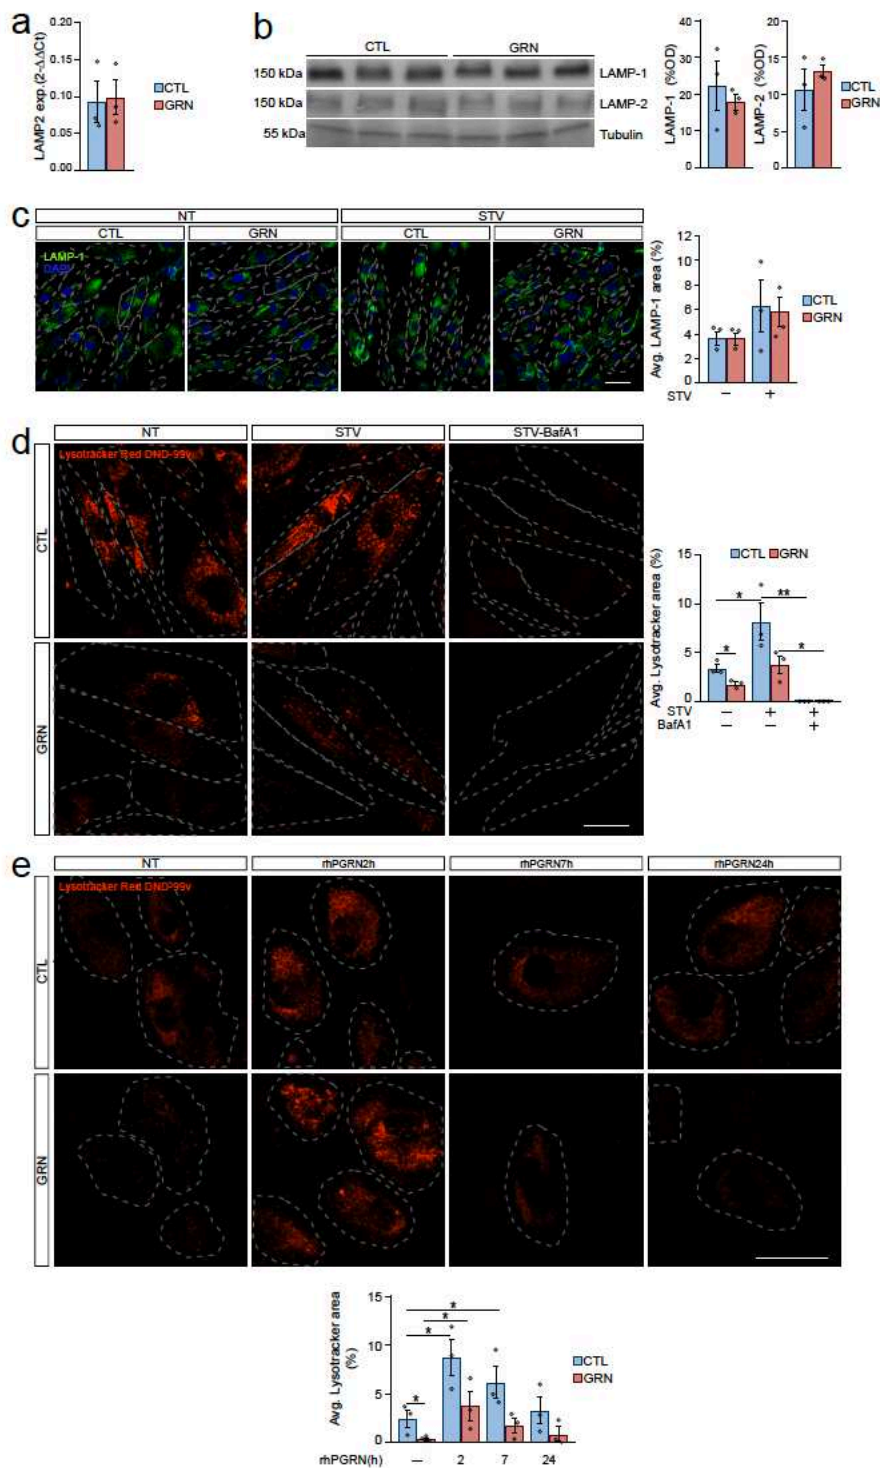 a
LAMP2 exp.(2-ΔΔCt)
0.20
0.15
0.10
0.05
0.00
CTL
GRN
b
CTL
GRN
150 kDa
LAMP-1
150 kDa
LAMP-2
55 kDa
Tubulin
LAMP-1 (%OD)
40
30
20
10
0
LAMP-2 (%OD)
20
15
10
5
0
CTL
GRN
c
NT
STV
CTL
GRN
CTL
GRN
LAMP-1
DAPI
Avg. LAMP-1 area (%)
12
10
8
6
4
2
0
STV
–
+
CTL
GRN
d
NT
STV
STV-BafA1
Lysotracker Red DND-99v
CTL
GRN
Avg. Lysotracker area (%)
15
10
5
0
CTL
GRN
*
**
*
*
STV – + +
BafA1 – – +
e
NT
rhPGRN2h
rhPGRN7h
rhPGRN24h
Lysotracker Red DND-99v
CTL
GRN
Avg. Lysotracker area
(%)
15
10
5
0
*
*
*
*
CTL
GRN
rhPGRN(h) — 2 7 24